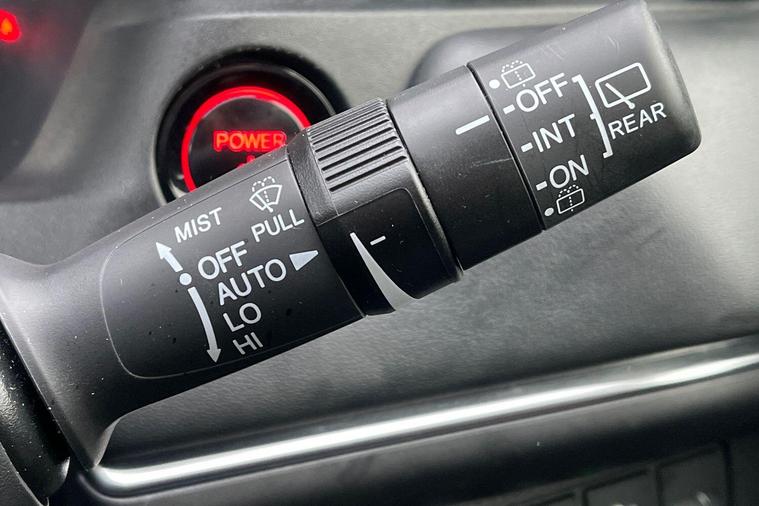 POWER
MIST
PULL
OFF
AUTO
LO
HI
OFF
INT
ON
REAR